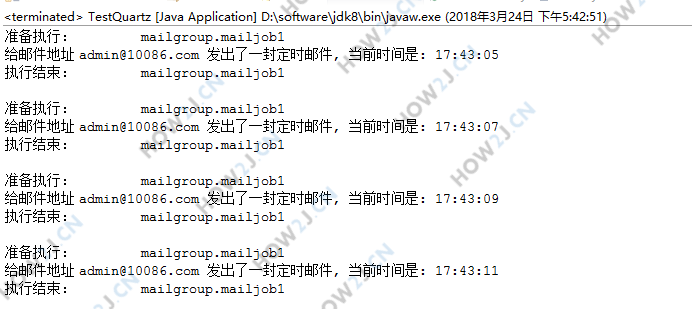 <terminated> TestQuartz [Java Application] D:\software\jdk8\bin\javaw.exe (2018年3月24日 下午5:42:51)
准备执行:        mailgroup.mailjob1
给邮件地址 admin@10086.com 发出了一封定时邮件, 当前时间是: 17:43:05
执行结束:        mailgroup.mailjob1
准备执行:        mailgroup.mailjob1
给邮件地址 admin@10086.com 发出了一封定时邮件, 当前时间是: 17:43:07
执行结束:        mailgroup.mailjob1
准备执行:        mailgroup.mailjob1
给邮件地址 admin@10086.com 发出了一封定时邮件, 当前时间是: 17:43:09
执行结束:        mailgroup.mailjob1
准备执行:        mailgroup.mailjob1
给邮件地址 admin@10086.com 发出了一封定时邮件, 当前时间是: 17:43:11
执行结束:        mailgroup.mailjob1
HOW2J.CN
HOW2J.CN
HOW2J.CN
HOW2J.CN
HOW2J.CN
HOW2J.CN
HOW2J.CN